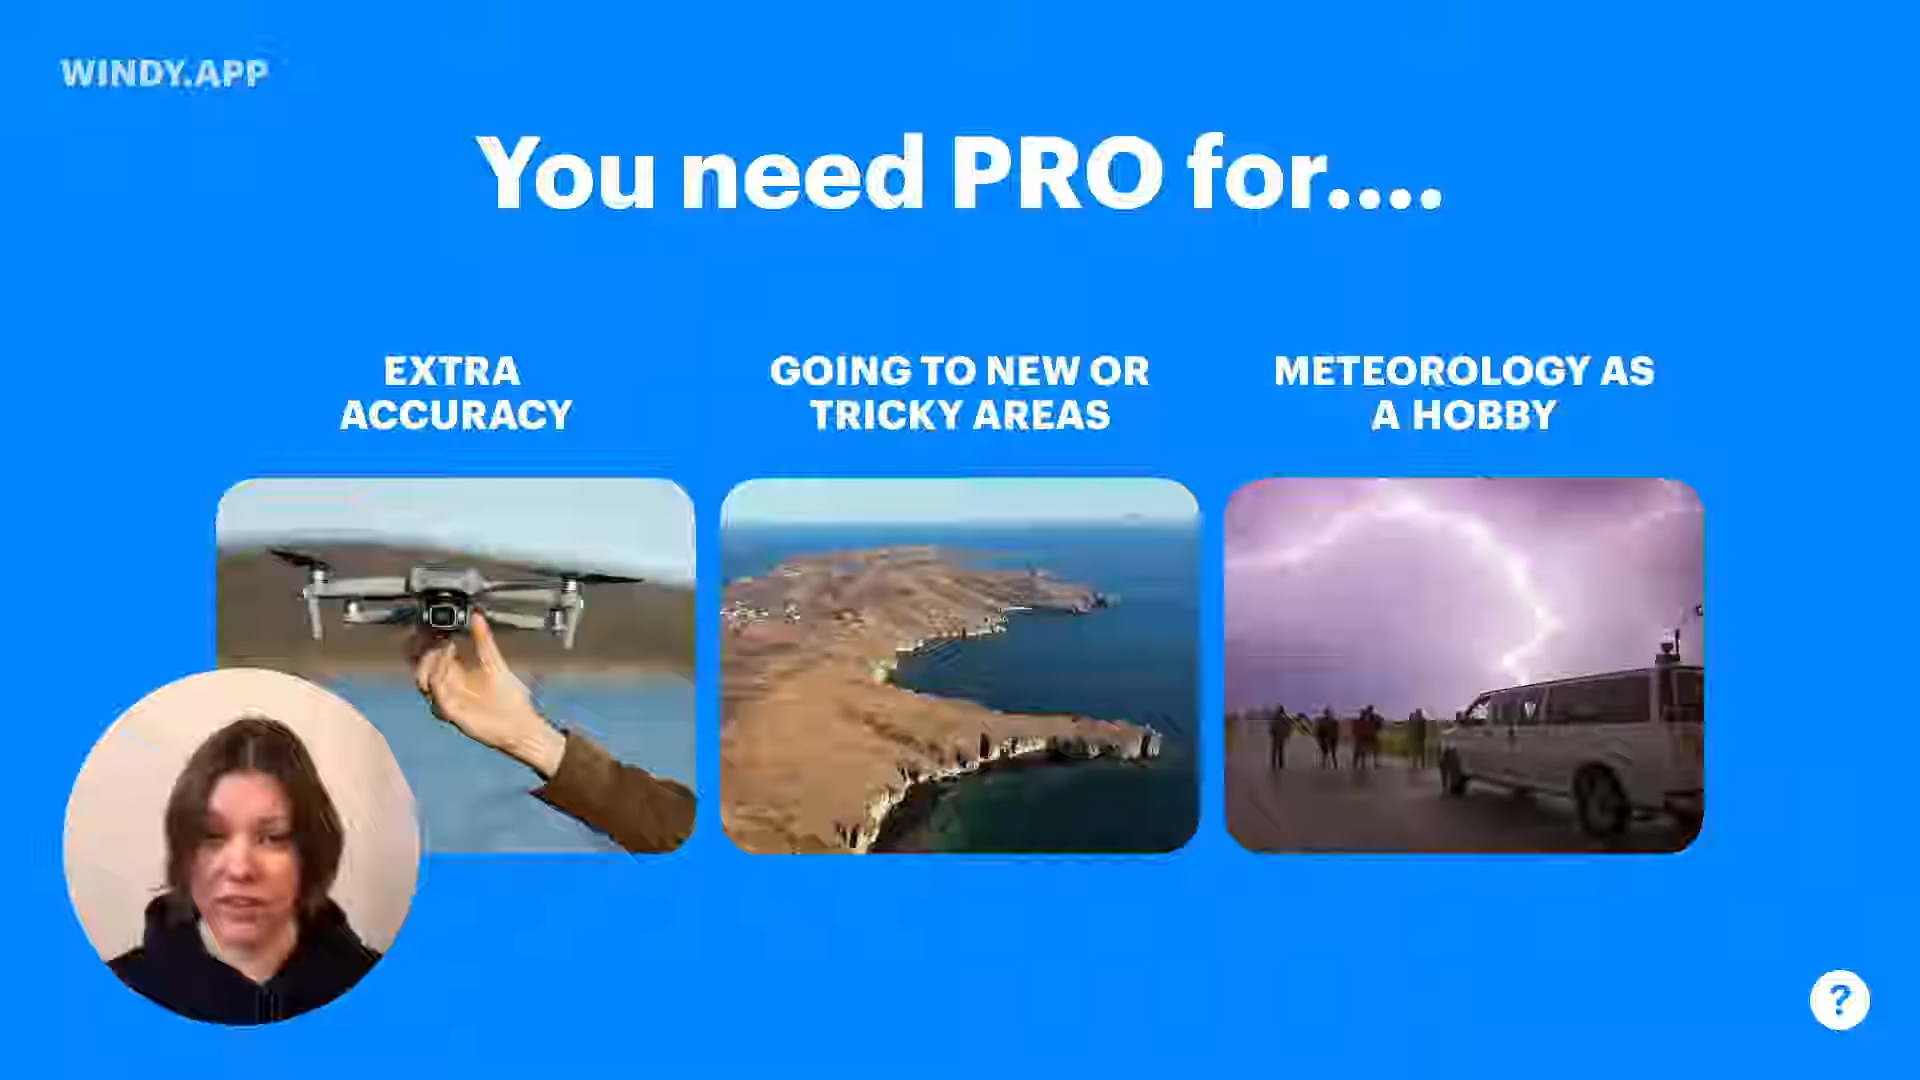 WINDY.APP
You need PRO for....
EXTRA
ACCURACY
GOING TO NEW OR
TRICKY AREAS
METEOROLOGY AS
A HOBBY
?